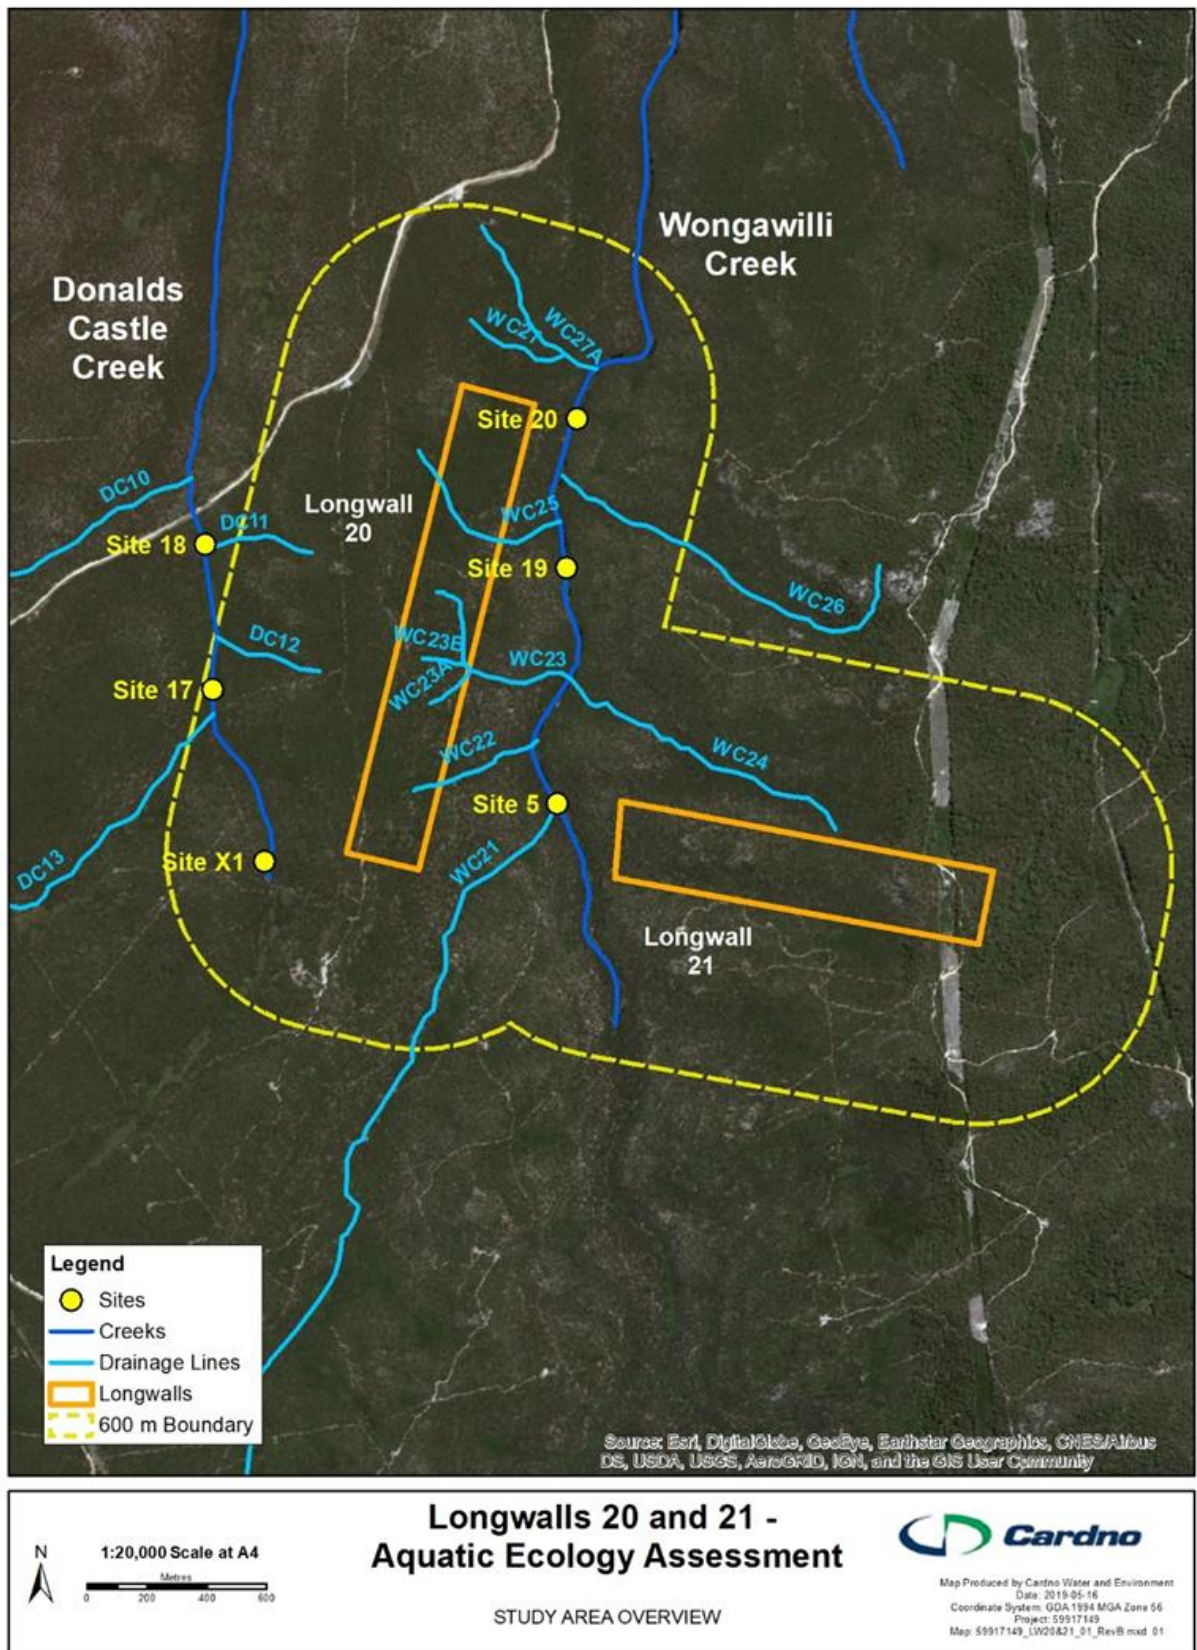 Wongawilli
Creek
Donalds
Castle
Creek
WC27
WC27A
Site 20
DC10
Longwall
20
WC25
DC11
Site 18
Site 19
WC26
DC12
WC23B
WC23
WC23A
Site 17
WC22
WC24
Site 5
WC21
Site X1
DC13
Longwall
21
Legend
Sites
Creeks
Drainage Lines
Longwalls
600 m Boundary
Source: Esri, DigitalGlobe, GeoEye, Earthstar Geographics, CNES/Airbus
DS, USDA, USGS, AeroGRID, IGN, and the GIS User Community
Longwalls 20 and 21 -
Aquatic Ecology Assessment
STUDY AREA OVERVIEW
N
1:20,000 Scale at A4
Metres
0 200 400 600
Cardno
Map Produced by Cardno Water and Environment
Date: 2019-05-16
Coordinate System: GDA 1994 MGA Zone 56
Project: 59917149
Map: 59917149_LW20&21_01_RevB.mxd 01